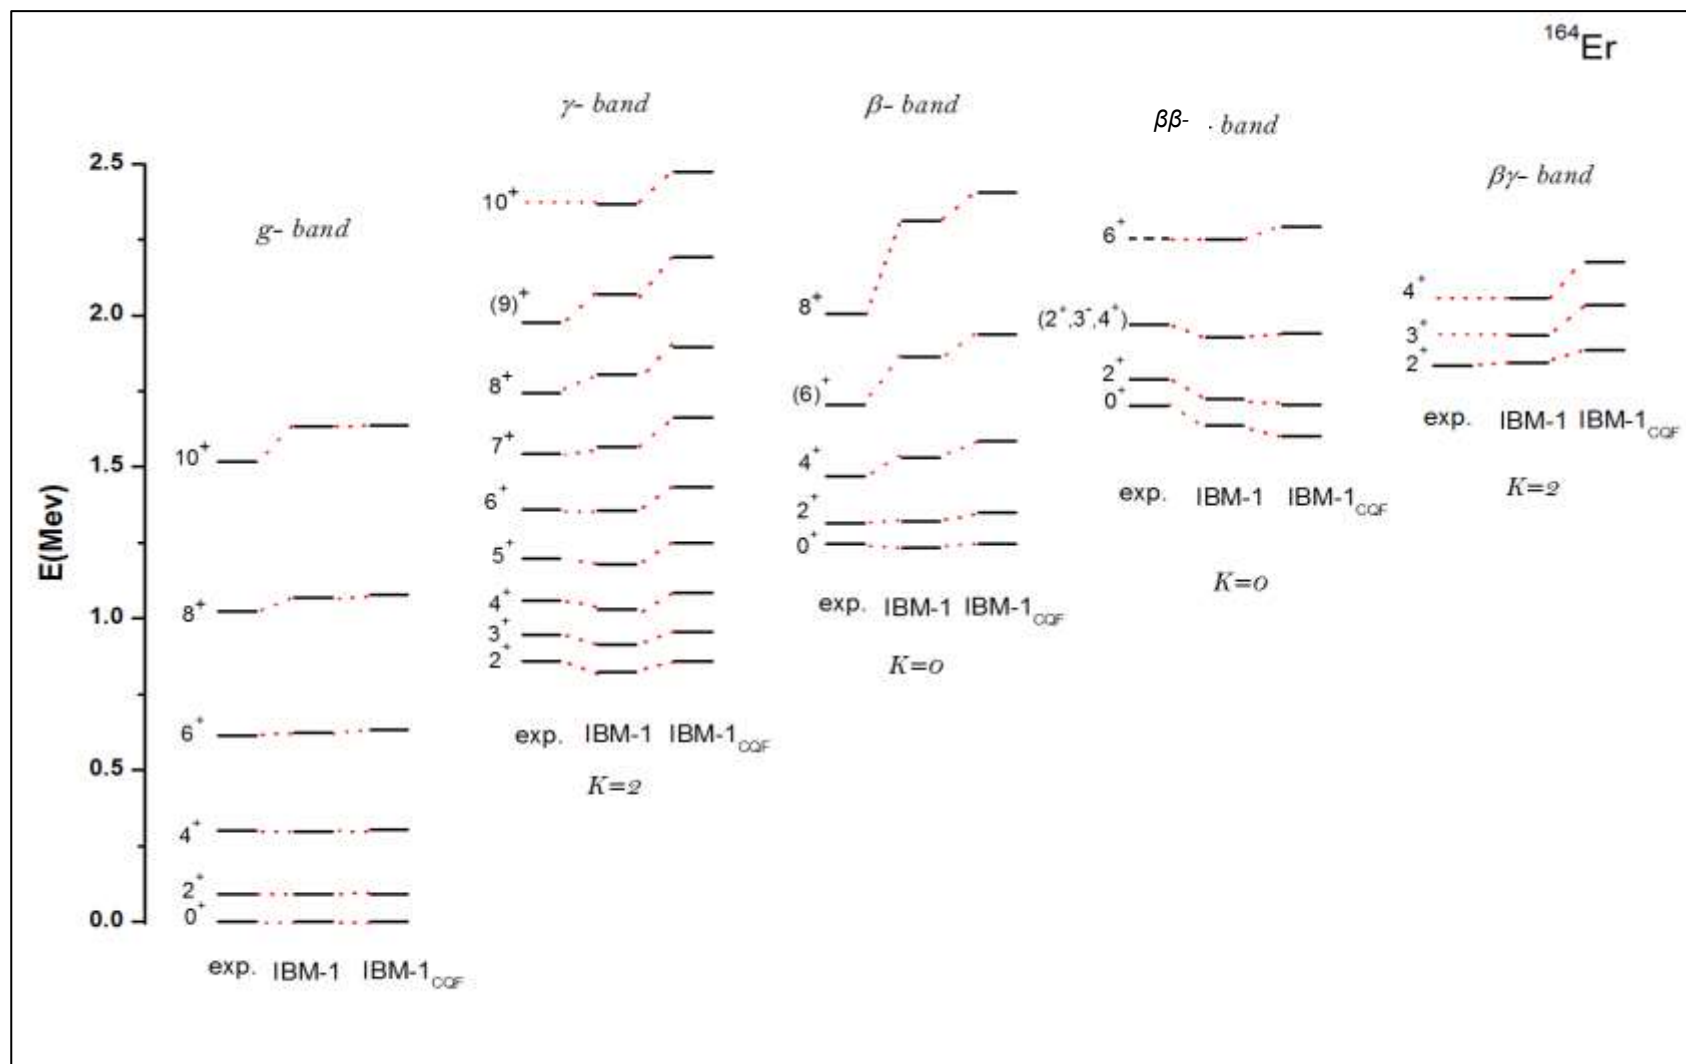 ¹⁶⁴Er
g- band
γ- band
β- band
ββ- . band
βγ- band
E(Mev)
2.5
2.0
1.5
1.0
0.5
0.0
10⁺
8⁺
6⁺
4⁺
2⁺
0⁺
exp. IBM-1 IBM-1CQF
10⁺
(9)⁺
8⁺
7⁺
6⁺
5⁺
4⁺
3⁺
2⁺
exp. IBM-1 IBM-1CQF
K=2
8⁺
(6)⁺
4⁺
2⁺
0⁺
exp. IBM-1 IBM-1CQF
K=0
6⁺
(2⁺,3⁻,4⁺)
2⁺
0⁺
exp. IBM-1 IBM-1CQF
K=0
4⁺
3⁺
2⁺
exp. IBM-1 IBM-1CQF
K=2